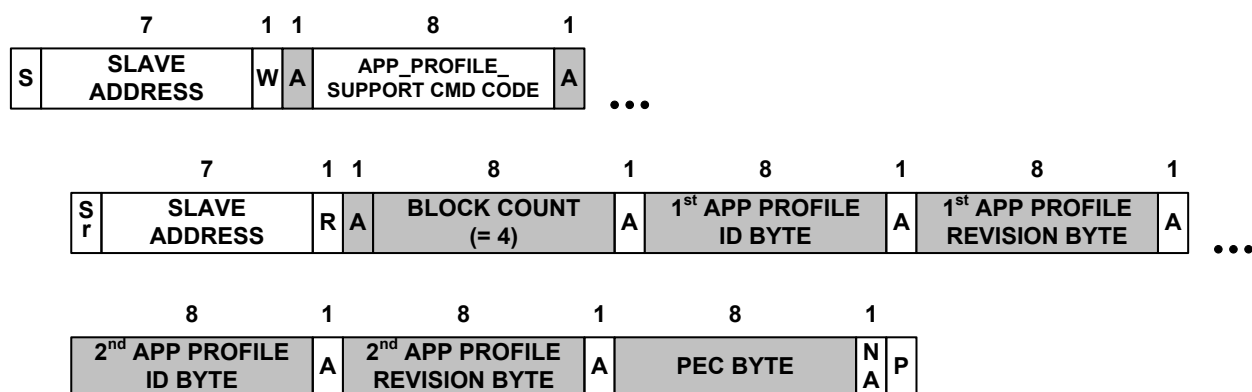 7 1 1 8 1
S SLAVE ADDRESS W A APP_PROFILE_ SUPPORT CMD CODE A •••
7 1 1 8 1 8 1 8 1
Sr SLAVE ADDRESS R A BLOCK COUNT (= 4) A 1st APP PROFILE ID BYTE A 1st APP PROFILE REVISION BYTE A •••
8 1 8 1 8 1
2nd APP PROFILE ID BYTE A 2nd APP PROFILE REVISION BYTE A PEC BYTE NA P